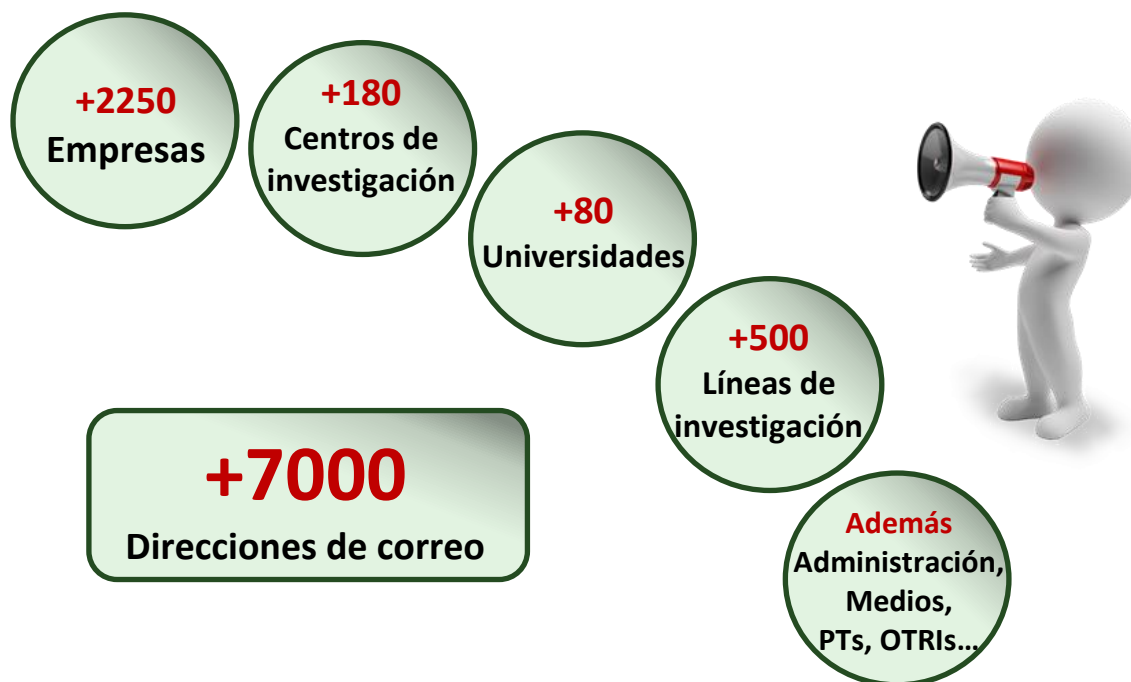 +2250
Empresas
+180
Centros de
investigación
+80
Universidades
+500
Líneas de
investigación
+7000
Direcciones de correo
Además
Administración,
Medios,
PTs, OTRIs...